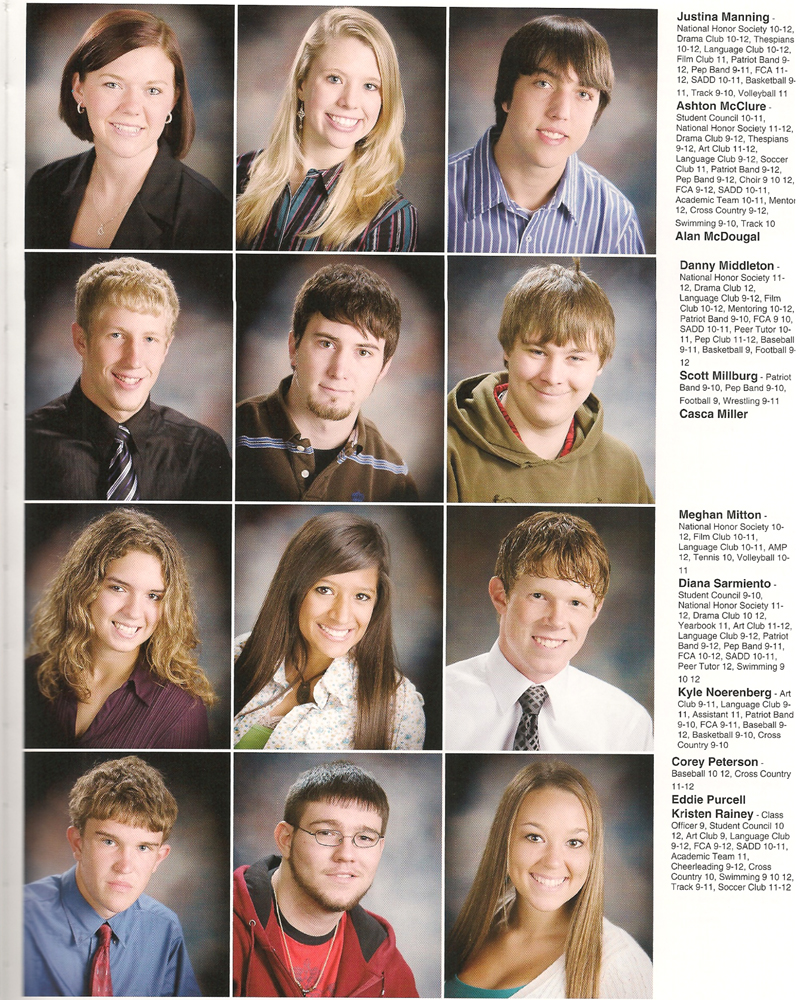 Justina Manning -
National Honor Society 10-12,
Drama Club 10-12, Thespians
10-12, Language Club 10-12,
Film Club 11, Patriot Band 9-
12, Pep Band 9-11, FCA 11-
12, SADD 10-11, Basketball 9-
11, Track 9-10, Volleyball 11
Ashton McClure -
Student Council 10-11,
National Honor Society 11-12,
Drama Club 9-12, Thespians
9-12, Art Club 11-12,
Language Club 9-12, Soccer
Club 11, Patriot Band 9-12,
Pep Band 9-12, Choir 9 10 12,
FCA 9-12, SADD 10-11,
Academic Team 10-11, Mentor
12, Cross Country 9-12,
Swimming 9-10, Track 10
Alan McDougal
Danny Middleton -
National Honor Society 11-
12, Drama Club 12,
Language Club 9-12, Film
Club 10-12, Mentoring 10-12,
Patriot Band 9-10, FCA 9 10,
SADD 10-11, Peer Tutor 10-
11, Pep Club 11-12, Baseball
9-11, Basketball 9, Football 9-
12
Scott Millburg - Patriot
Band 9-10, Pep Band 9-10,
Football 9, Wrestling 9-11
Casca Miller
Meghan Mitton -
National Honor Society 10-
12, Film Club 10-11,
Language Club 10-11, AMP
12, Tennis 10, Volleyball 10-
11
Diana Sarmiento -
Student Council 9-10,
National Honor Society 11-
12, Drama Club 10 12,
Yearbook 11, Art Club 11-12,
Language Club 9-12, Patriot
Band 9-12, Pep Band 9-11,
FCA 10-12, SADD 10-11,
Peer Tutor 12, Swimming 9
10 12
Kyle Noerenberg - Art
Club 9-11, Language Club 9-
11, Assistant 11, Patriot Band
9-10, FCA 9-11, Baseball 9-
12, Basketball 9-10, Cross
Country 9-10
Corey Peterson -
Baseball 10 12, Cross Country
11-12
Eddie Purcell
Kristen Rainey - Class
Officer 9, Student Council 10
12, Art Club 9, Language Club
9-12, FCA 9-12, SADD 10-11,
Academic Team 11,
Cheerleading 9-12, Cross
Country 10, Swimming 9 10 12,
Track 9-11, Soccer Club 11-12